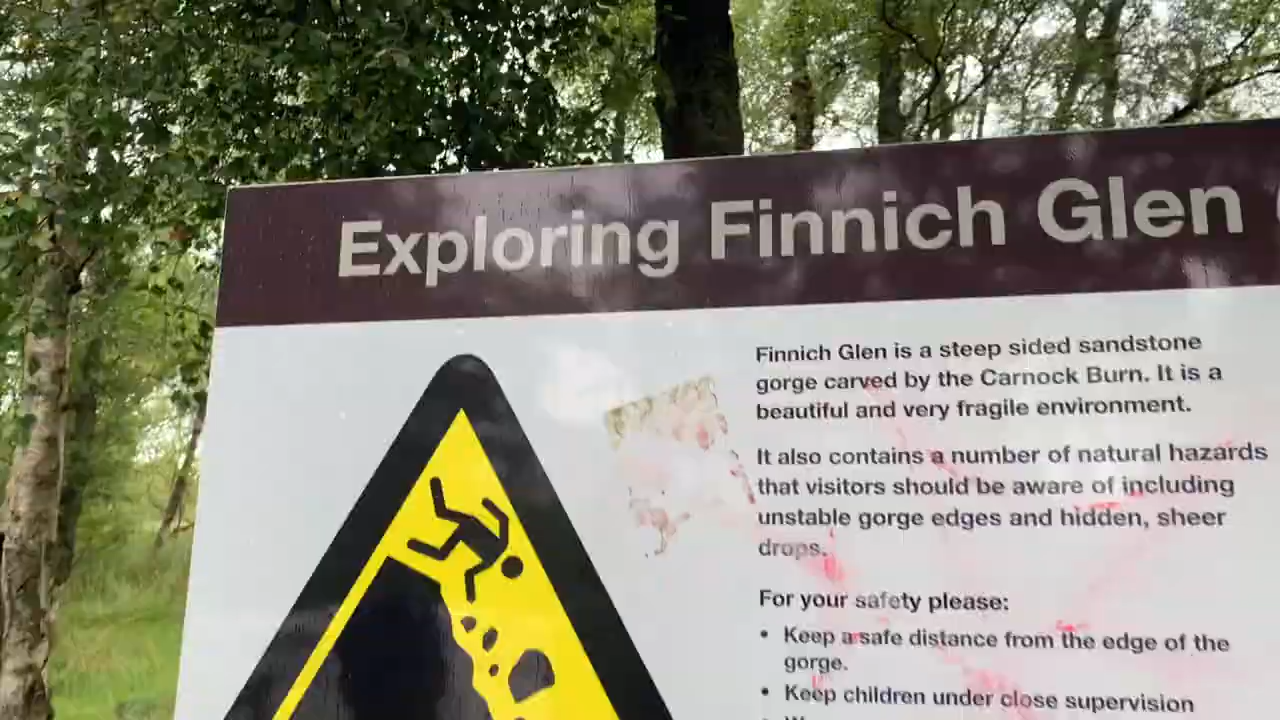 Exploring Finnich Glen
Finnich Glen is a steep sided sandstone
gorge carved by the Carnock Burn. It is a
beautiful and very fragile environment.
It also contains a number of natural hazards
that visitors should be aware of including
unstable gorge edges and hidden, sheer
drops.
For your safety please:
• Keep a safe distance from the edge of the
gorge.
• Keep children under close supervision